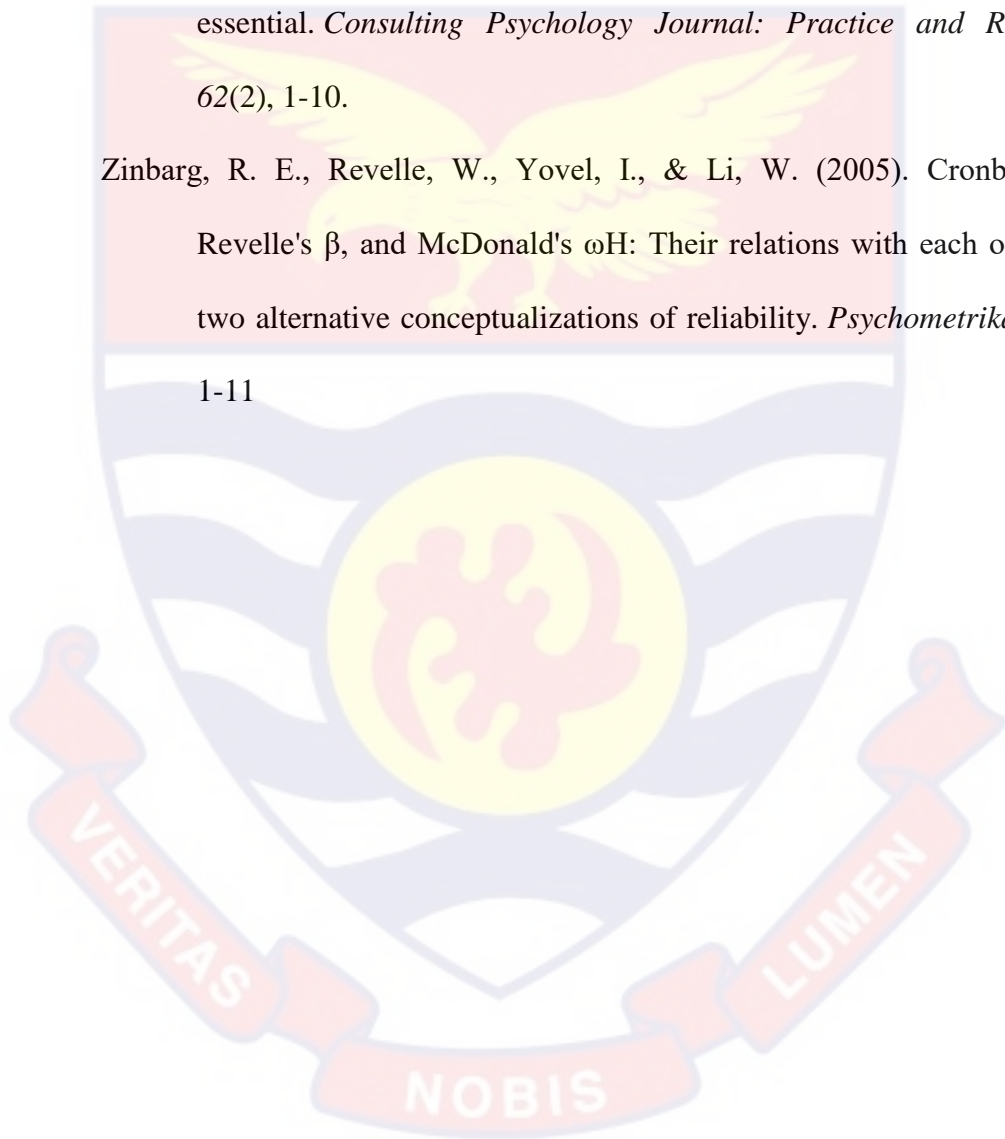 essential. Consulting Psychology Journal: Practice and R
62(2), 1-10.
Zinbarg, R. E., Revelle, W., Yovel, I., & Li, W. (2005). Cronb
Revelle's β, and McDonald's ωH: Their relations with each o
two alternative conceptualizations of reliability. Psychometrika
1-11
VERITAS
NOBIS
LUMEN